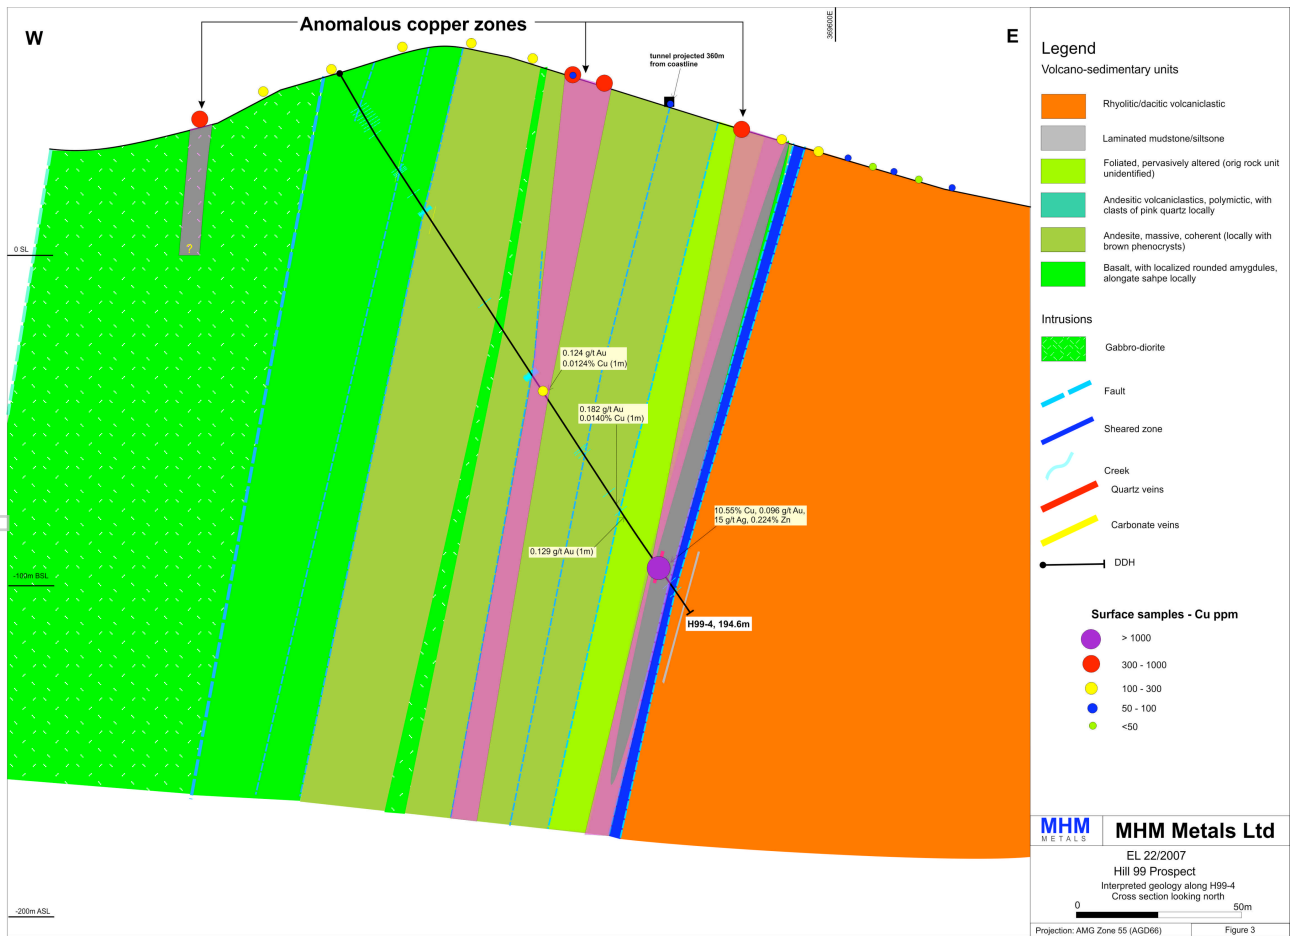 W
Anomalous copper zones
369600E
E
tunnel projected 360m
from coastline
0 SL
?
0.124 g/t Au
0.0124% Cu (1m)
0.182 g/t Au
0.0140% Cu (1m)
10.55% Cu, 0.096 g/t Au,
15 g/t Ag, 0.224% Zn
0.129 g/t Au (1m)
-100m BSL
H99-4, 194.6m
-200m ASL
Legend
Volcano-sedimentary units
Rhyolitic/dacitic volcaniclastic
Laminated mudstone/siltsone
Foliated, pervasively altered (orig rock unit
unidentified)
Andesitic volcaniclastics, polymictic, with
clasts of pink quartz locally
Andesite, massive, coherent (locally with
brown phenocrysts)
Basalt, with localized rounded amygdules,
alongate sahpe locally
Intrusions
Gabbro-diorite
Fault
Sheared zone
Creek
Quartz veins
Carbonate veins
DDH
Surface samples - Cu ppm
> 1000
300 - 1000
100 - 300
50 - 100
<50
MHM
METALS
MHM Metals Ltd
EL 22/2007
Hill 99 Prospect
Interpreted geology along H99-4
Cross section looking north
0 50m
Projection: AMG Zone 55 (AGD66)
Figure 3